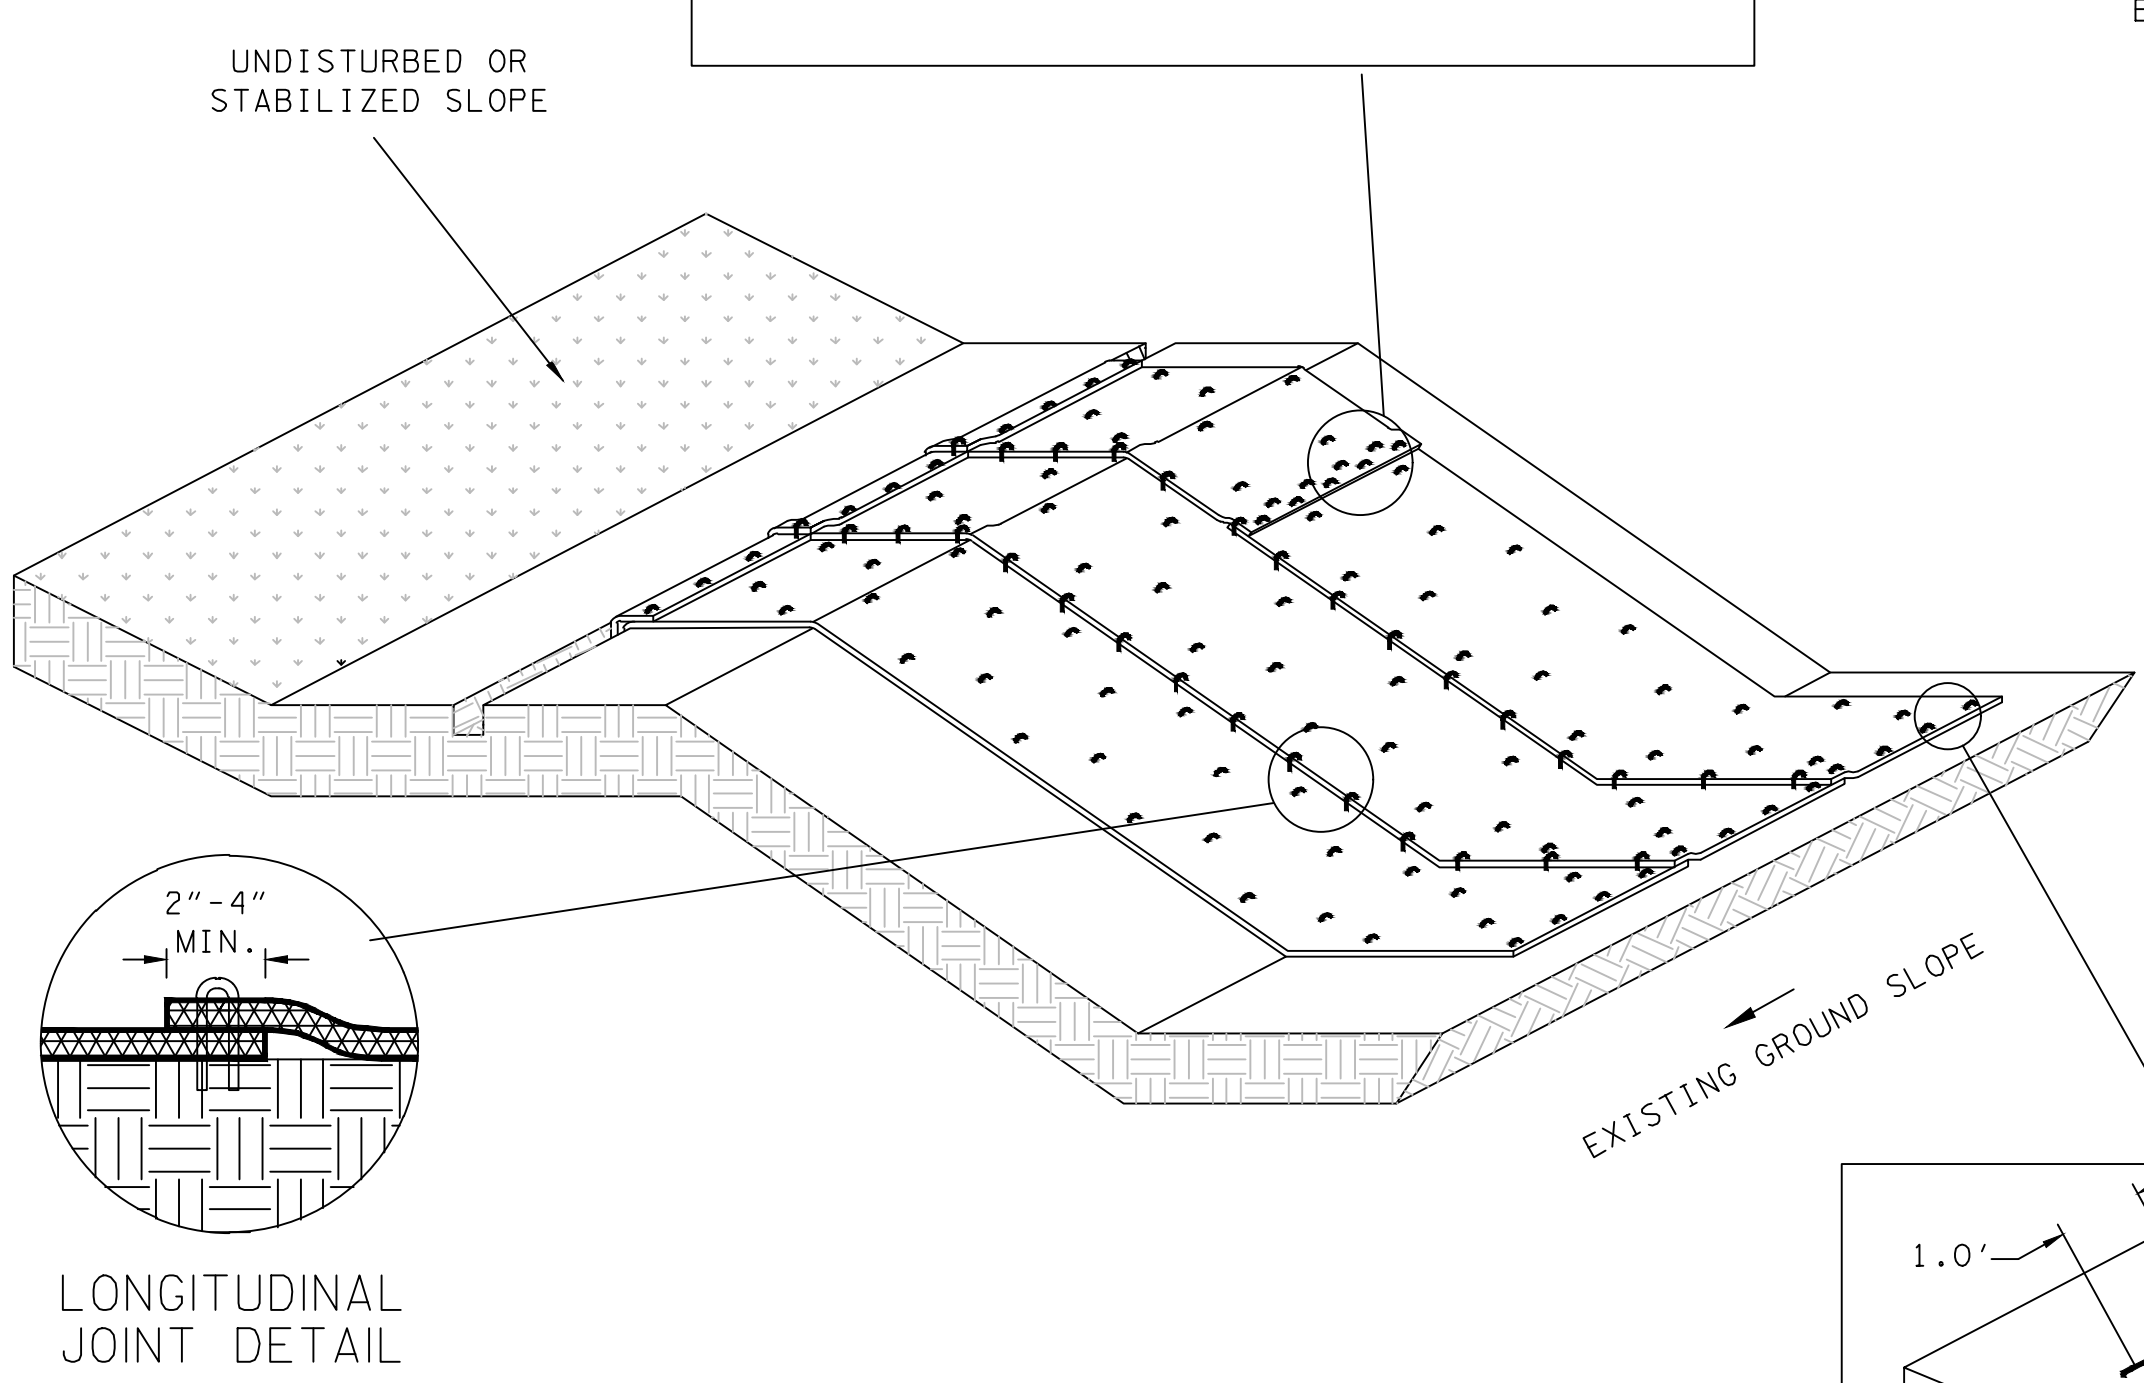 UNDISTURBED OR
STABILIZED SLOPE
2"-4"
MIN.
LONGITUDINAL
JOINT DETAIL
EXISTING GROUND SLOPE
1.0'